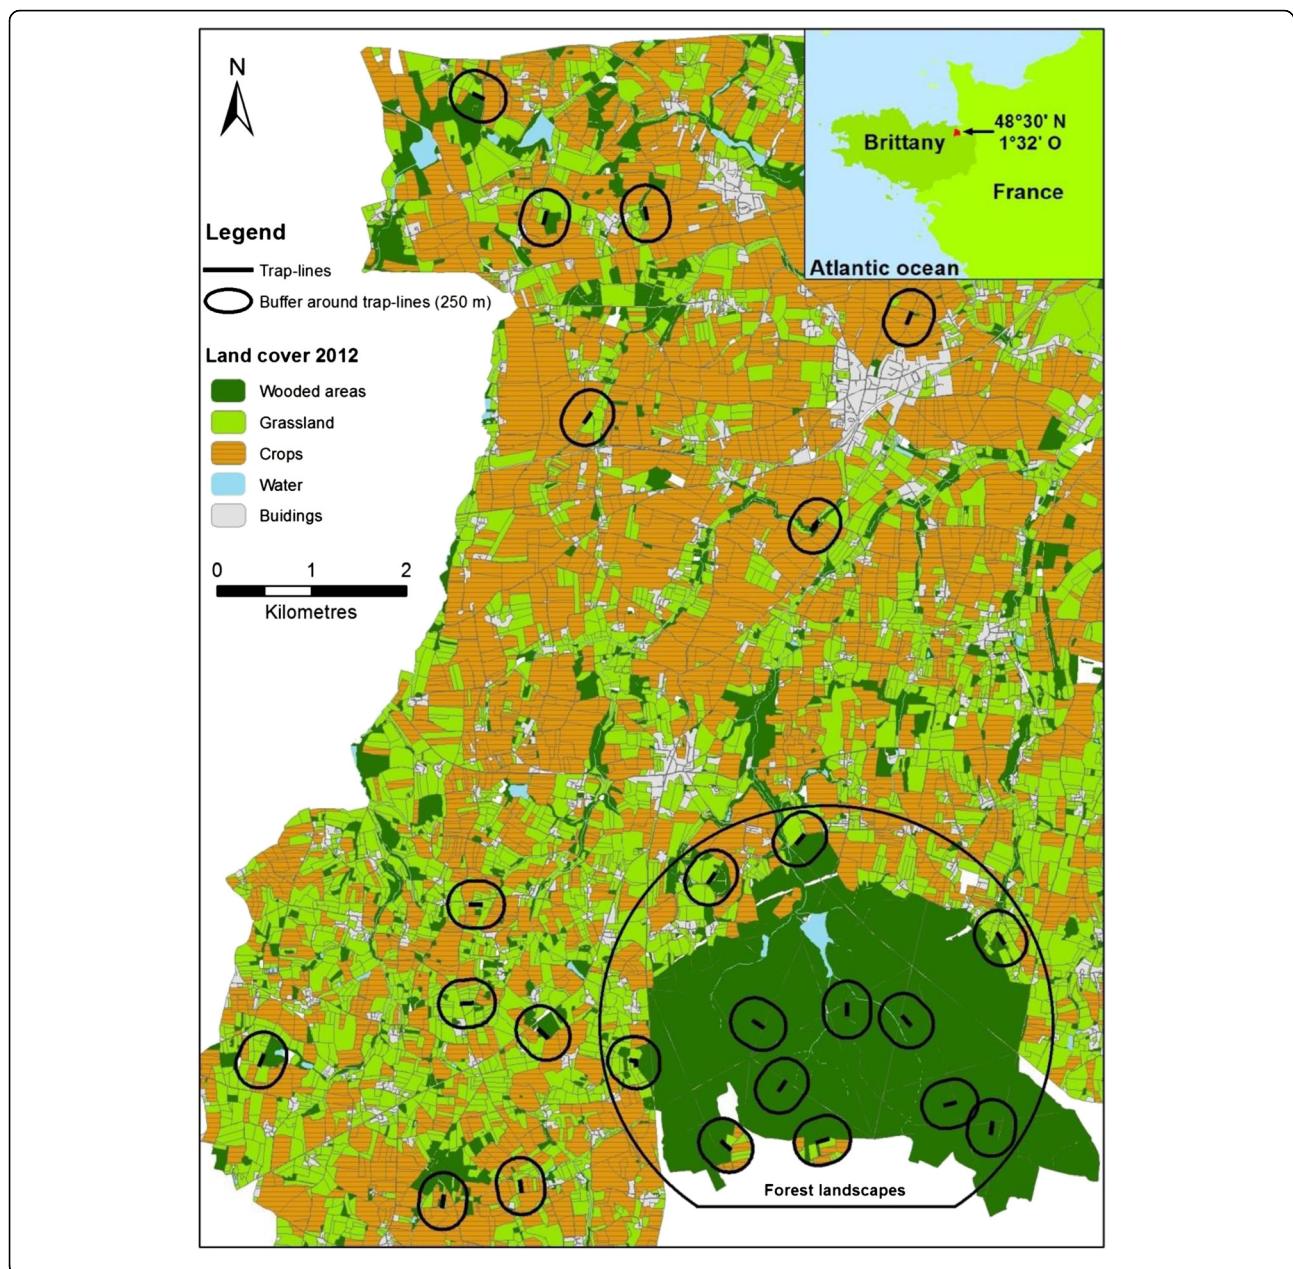 N
48°30' N
1°32' O
Brittany
France
Atlantic ocean
Legend
Trap-lines
Buffer around trap-lines (250 m)
Land cover 2012
Wooded areas
Grassland
Crops
Water
Buidings
0 1 2
Kilometres
Forest landscapes